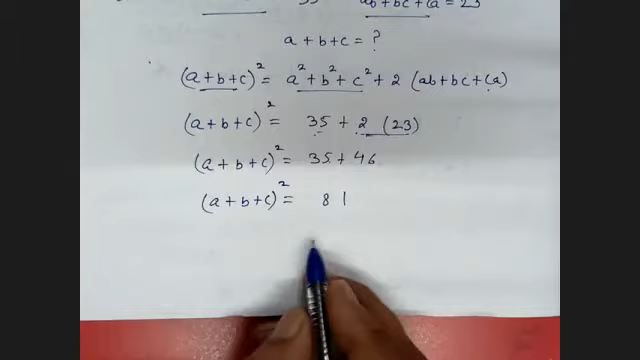 35 ab+bc+ca = 23
a+b+c = ?
(a+b+c)² = a²+b²+c²+2 (ab+bc+ca)
(a+b+c)² = 35+2 (23)
(a+b+c)² = 35+46
(a+b+c)² = 81